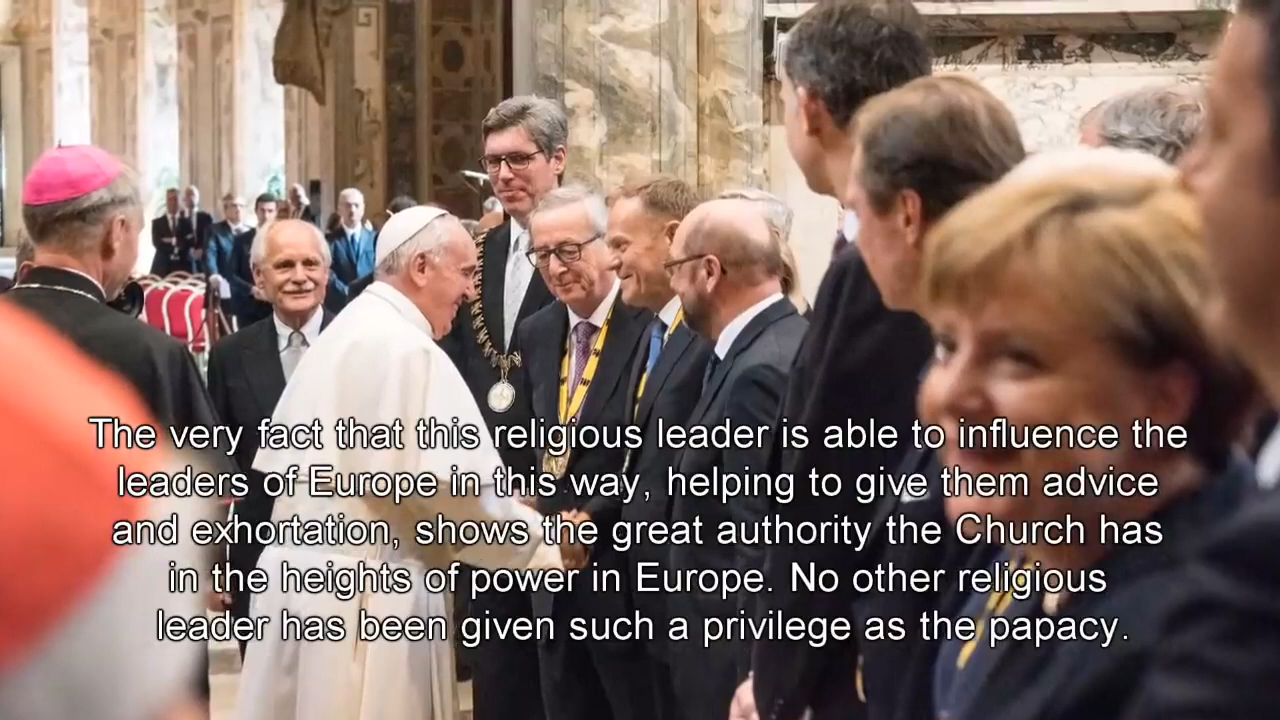 The very fact that this religious leader is able to influence the
leaders of Europe in this way, helping to give them advice
and exhortation, shows the great authority the Church has
in the heights of power in Europe. No other religious
leader has been given such a privilege as the papacy.